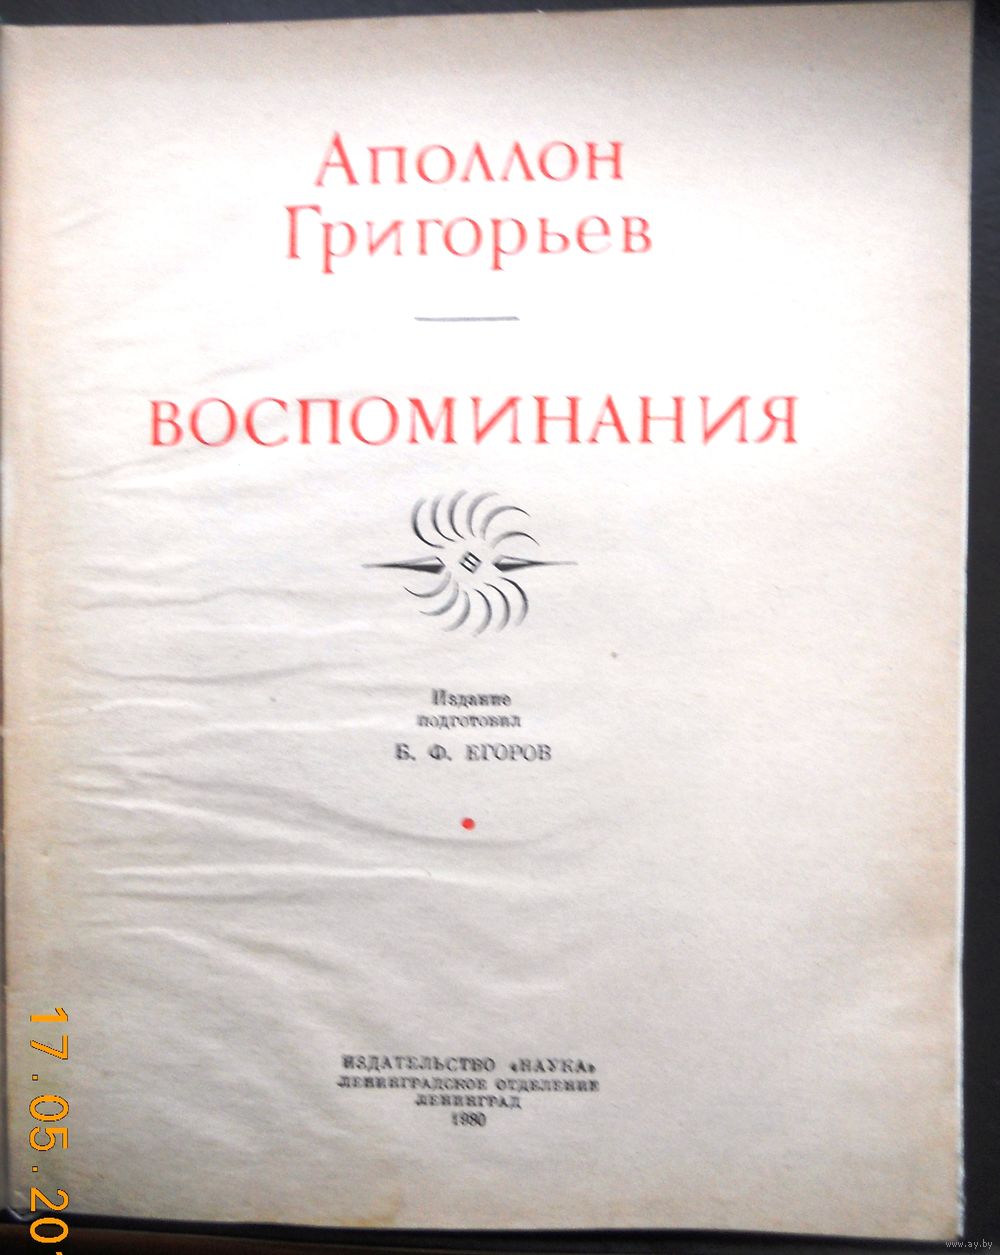 Аполлон
Григорьев
ВОСПОМИНАНИЯ
Издание
подготовил
Б. Ф. ЕГОРОВ
ИЗДАТЕЛЬСТВО «НАУКА»
ЛЕНИНГРАДСКОЕ ОТДЕЛЕНИЕ
ЛЕНИНГРАД
1980
17.05.20
www.ay.by